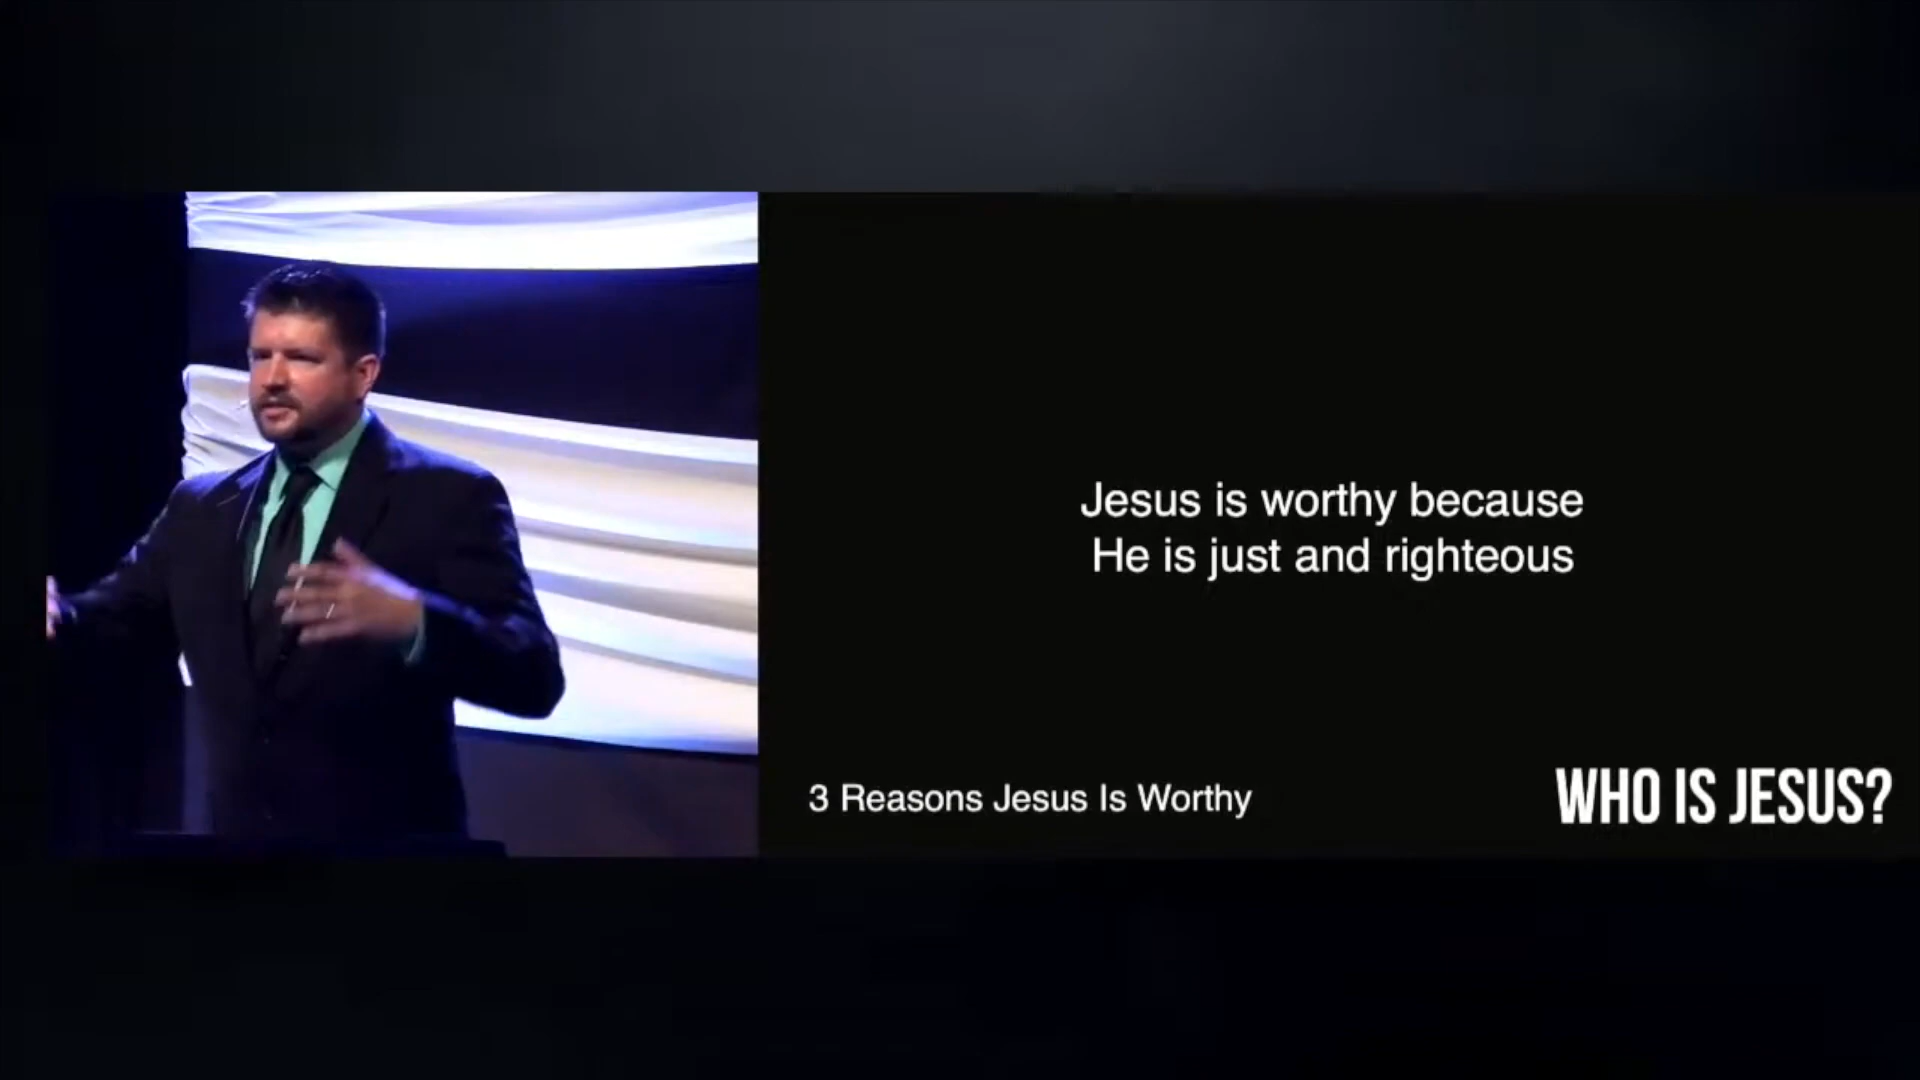 Jesus is worthy because
He is just and righteous
3 Reasons Jesus Is Worthy
WHO IS JESUS?